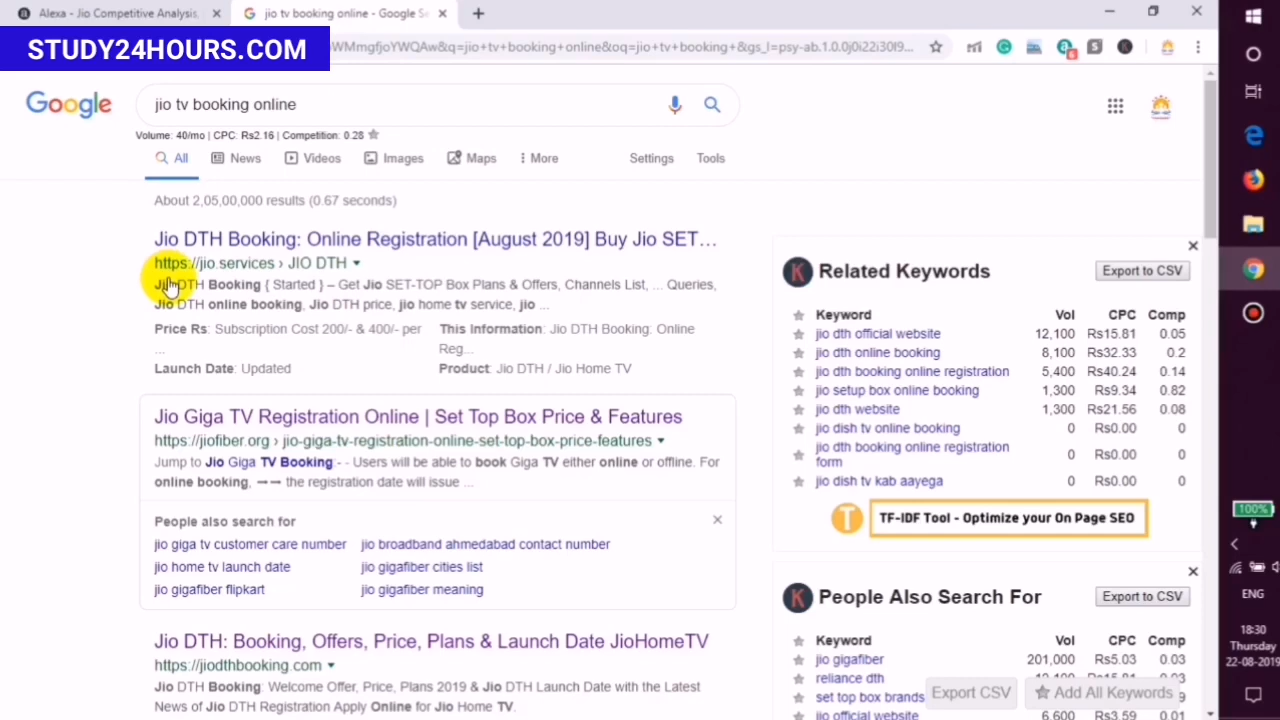 Alexa - Jio Competitive Analysis,
jio tv booking online - Google Se
STUDY24HOURS.COM
WMmgfjoYWQAw&q=jio+tv+booking+online&oq=jio+tv+booking+&gs_l=psy-ab.1.0.0j0i22i30l9...
Google
jio tv booking online
Volume: 40/mo | CPC: Rs2.16 | Competition: 0.28
All News Videos Images Maps More Settings Tools
About 2,05,00,000 results (0.67 seconds)
Jio DTH Booking: Online Registration [August 2019] Buy Jio SET...
https://jio.services › JIO DTH
Jio DTH Booking { Started } – Get Jio SET-TOP Box Plans & Offers, Channels List, ... Queries,
Jio DTH online booking, Jio DTH price, jio home tv service, jio ...
Price Rs: Subscription Cost 200/- & 400/- per
...
This Information: Jio DTH Booking: Online
Reg...
Launch Date: Updated
Product: Jio DTH / Jio Home TV
Jio Giga TV Registration Online | Set Top Box Price & Features
https://jiofiber.org › jio-giga-tv-registration-online-set-top-box-price-features
Jump to Jio Giga TV Booking:- - Users will be able to book Giga TV either online or offline. For
online booking, →→ the registration date will issue ...
People also search for
jio giga tv customer care number jio broadband ahmedabad contact number
jio home tv launch date jio gigafiber cities list
jio gigafiber flipkart jio gigafiber meaning
Jio DTH: Booking, Offers, Price, Plans & Launch Date JioHomeTV
https://jiodthbooking.com
Jio DTH Booking: Welcome Offer, Price, Plans 2019 & Jio DTH Launch Date with the Latest
News of Jio DTH Registration Apply Online for Jio Home TV.
K Related Keywords Export to CSV
Keyword Vol CPC Comp
jio dth official website 12,100 Rs15.81 0.05
jio dth online booking 8,100 Rs32.33 0.2
jio dth booking online registration 5,400 Rs40.24 0.14
jio setup box online booking 1,300 Rs9.34 0.82
jio dth website 1,300 Rs21.56 0.08
jio dish tv online booking 0 Rs0.00 0
jio dth booking online registration
form 0 Rs0.00 0
jio dish tv kab aayega 0 Rs0.00 0
T TF-IDF Tool - Optimize your On Page SEO
K People Also Search For Export to CSV
Keyword Vol CPC Comp
jio gigafiber 201,000 Rs5.03 0.03
reliance dth
set top box brands
jio official website 6,600 Rs3.59 0.01
Export CSV Add All Keywords
100%
ENG
18:30
Thursday
22-08-2019